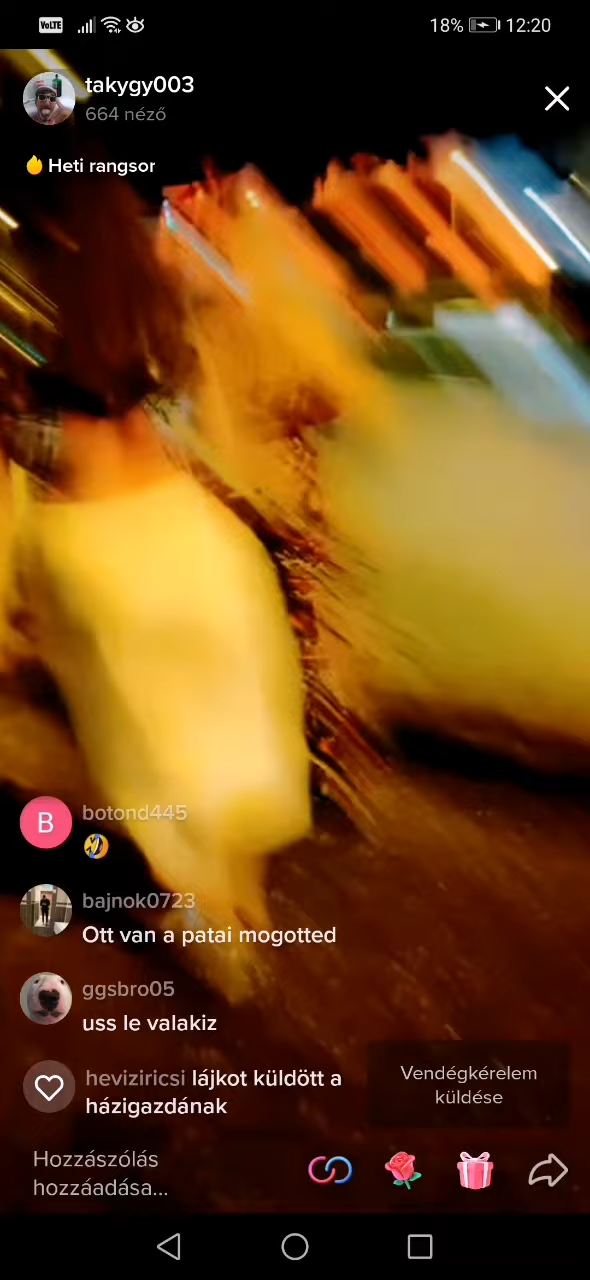 VoLTE
18% 12:20
takygy003
664 néző
Heti rangsor
B
botond445
🤣
bajnok0723
Ott van a patai mogotted
ggsbro05
uss le valakiz
heviziricsi lájkot küldött a
házigazdának
Vendégkérelem
küldése
Hozzászólás
hozzáadása...